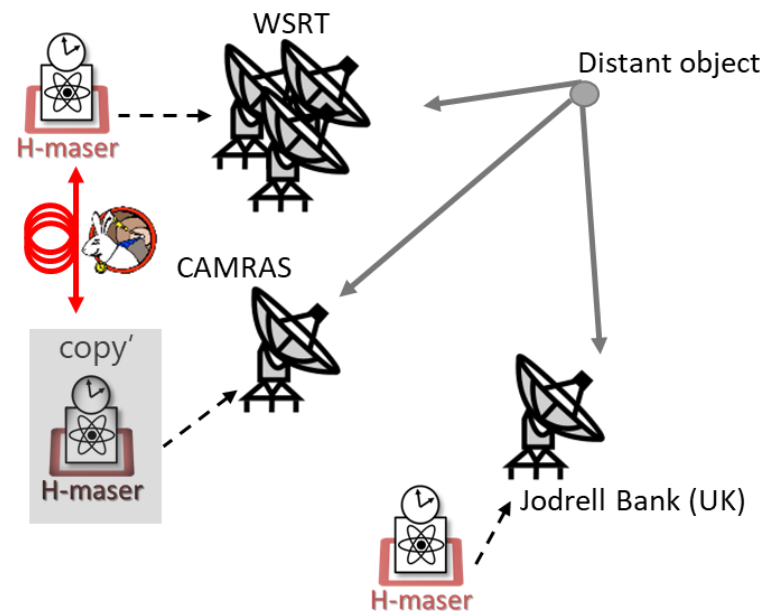 WSRT
Distant object
H-maser
CAMRAS
copy'
H-maser
Jodrell Bank (UK)
H-maser